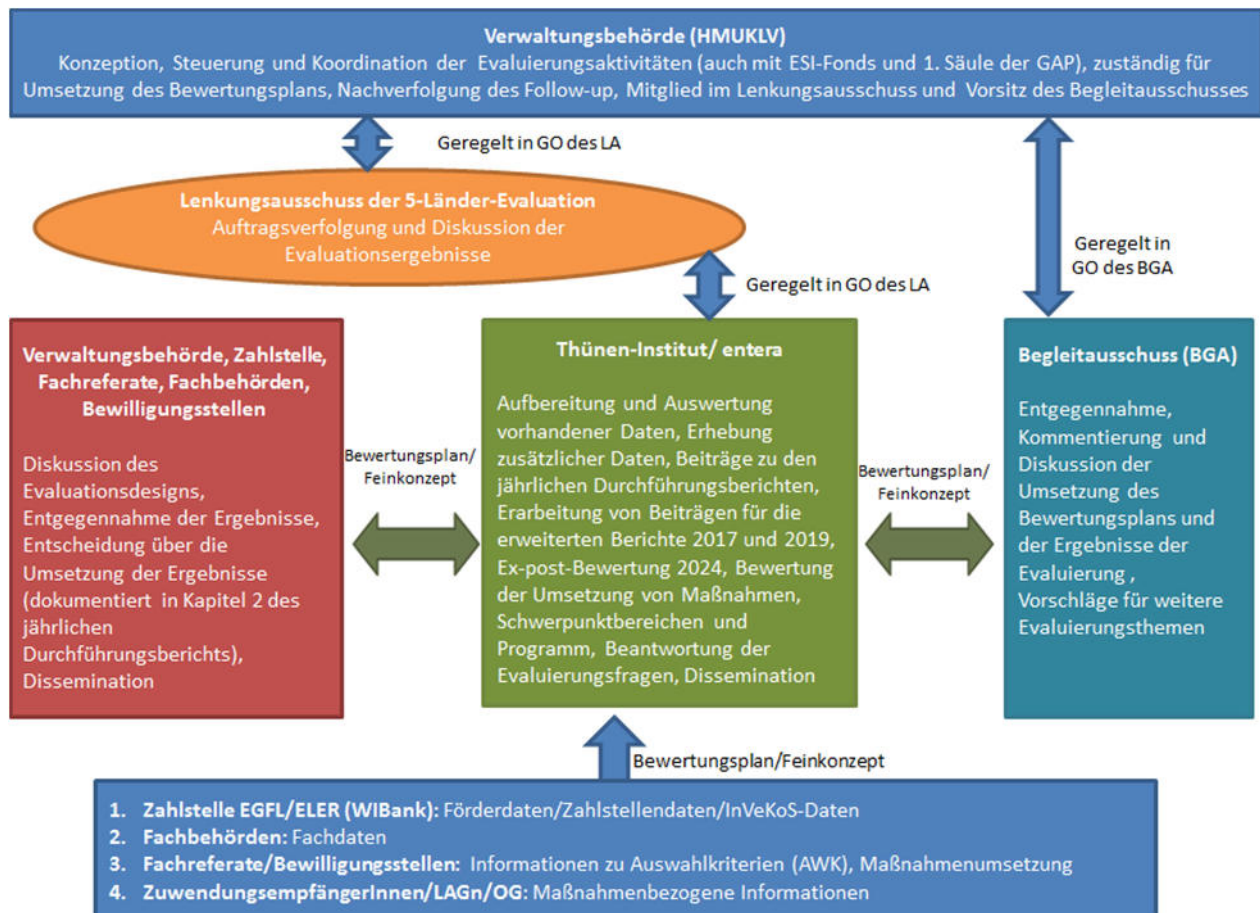 Verwaltungsbehörde (HMUKLV)
Konzeption, Steuerung und Koordination der Evaluierungsaktivitäten (auch mit ESI-Fonds und 1. Säule der GAP), zuständig für
Umsetzung des Bewertungsplans, Nachverfolgung des Follow-up, Mitglied im Lenkungsausschuss und Vorsitz des Begleitausschusses
Geregelt in GO des LA
Lenkungsausschuss der 5-Länder-Evaluation
Auftragsverfolgung und Diskussion der
Evaluationsergebnisse
Geregelt in
GO des BGA
Geregelt in GO des LA
Verwaltungsbehörde, Zahlstelle,
Fachreferate, Fachbehörden,
Bewilligungsstellen
Diskussion des
Evaluationsdesigns,
Entgegennahme der Ergebnisse,
Entscheidung über die
Umsetzung der Ergebnisse
(dokumentiert in Kapitel 2 des
jährlichen
Durchführungsberichts),
Dissemination
Bewertungsplan/
Feinkonzept
Thünen-Institut/ entera
Aufbereitung und Auswertung
vorhandener Daten, Erhebung
zusätzlicher Daten, Beiträge zu den
jährlichen Durchführungsberichten,
Erarbeitung von Beiträgen für die
erweiterten Berichte 2017 und 2019,
Ex-post-Bewertung 2024, Bewertung
der Umsetzung von Maßnahmen,
Schwerpunktbereichen und
Programm, Beantwortung der
Evaluierungsfragen, Dissemination
Bewertungsplan/
Feinkonzept
Begleitausschuss (BGA)
Entgegennahme,
Kommentierung und
Diskussion der
Umsetzung des
Bewertungsplans und
der Ergebnisse der
Evaluierung ,
Vorschläge für weitere
Evaluierungsthemen
Bewertungsplan/Feinkonzept
1. Zahlstelle EGFL/ELER (WIBank): Förderdaten/Zahlstellendaten/InVeKoS-Daten
2. Fachbehörden: Fachdaten
3. Fachreferate/Bewilligungsstellen: Informationen zu Auswahlkriterien (AWK), Maßnahmenumsetzung
4. ZuwendungsempfängerInnen/LAGn/OG: Maßnahmenbezogene Informationen